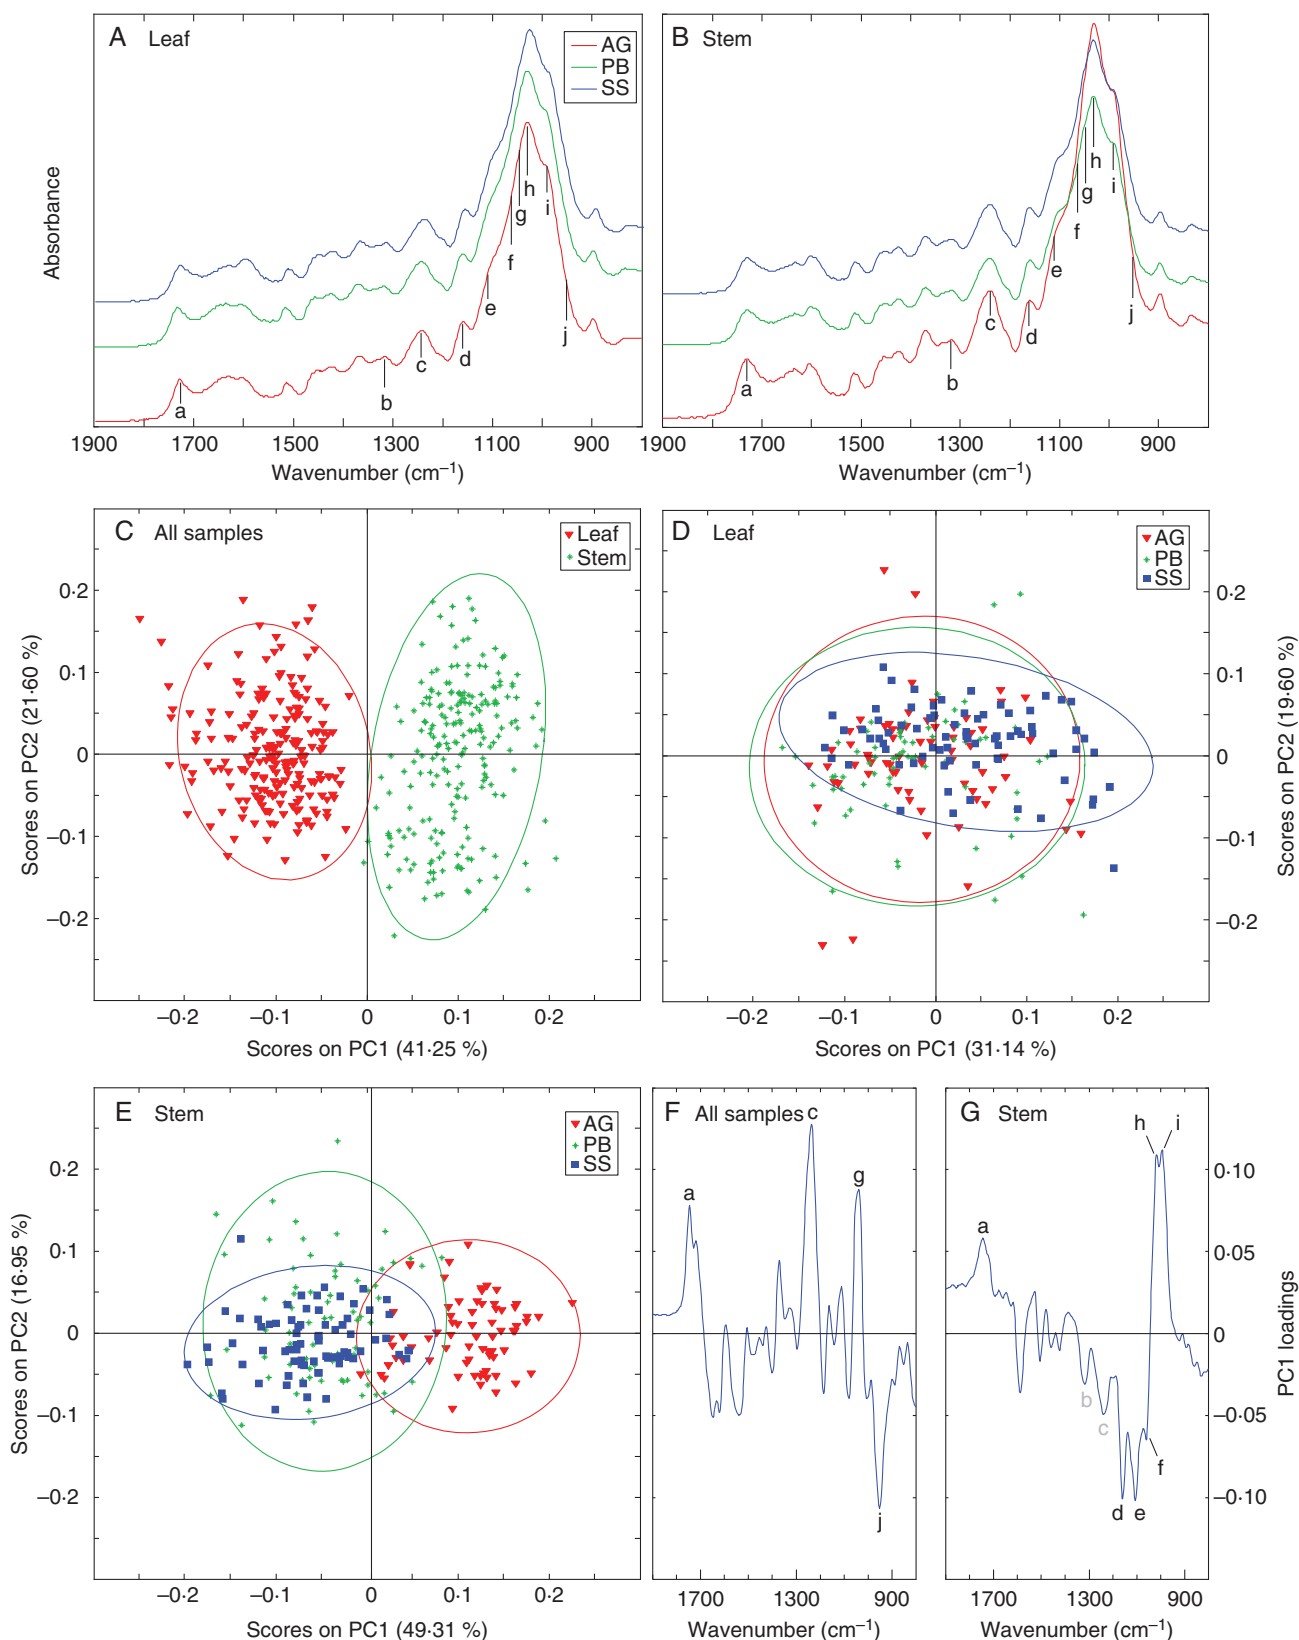 A Leaf
AG
PB
SS
Absorbance
a
b
c
d
e
f
g
h
i
j
1900 1700 1500 1300 1100 900
Wavenumber (cm–1)
B Stem
a
b
c
d
e
f
g
h
i
j
1900 1700 1500 1300 1100 900
Wavenumber (cm–1)
C All samples
Leaf
Stem
Scores on PC2 (21·60 %)
0·2
0·1
0
–0·1
–0·2
–0·2 –0·1 0 0·1 0·2
Scores on PC1 (41·25 %)
D Leaf
AG
PB
SS
0·2
0·1
0
–0·1
–0·2
Scores on PC2 (19·60 %)
–0·2 –0·1 0 0·1 0·2
Scores on PC1 (31·14 %)
E Stem
AG
PB
SS
Scores on PC2 (16·95 %)
0·2
0·1
0
–0·1
–0·2
–0·2 –0·1 0 0·1 0·2
Scores on PC1 (49·31 %)
F All samples
a
c
g
j
1700 1300 900
Wavenumber (cm–1)
G Stem
a
b
c
d
e
f
h
i
0·10
0·05
0
–0·05
–0·10
PC1 loadings
1700 1300 900
Wavenumber (cm–1)